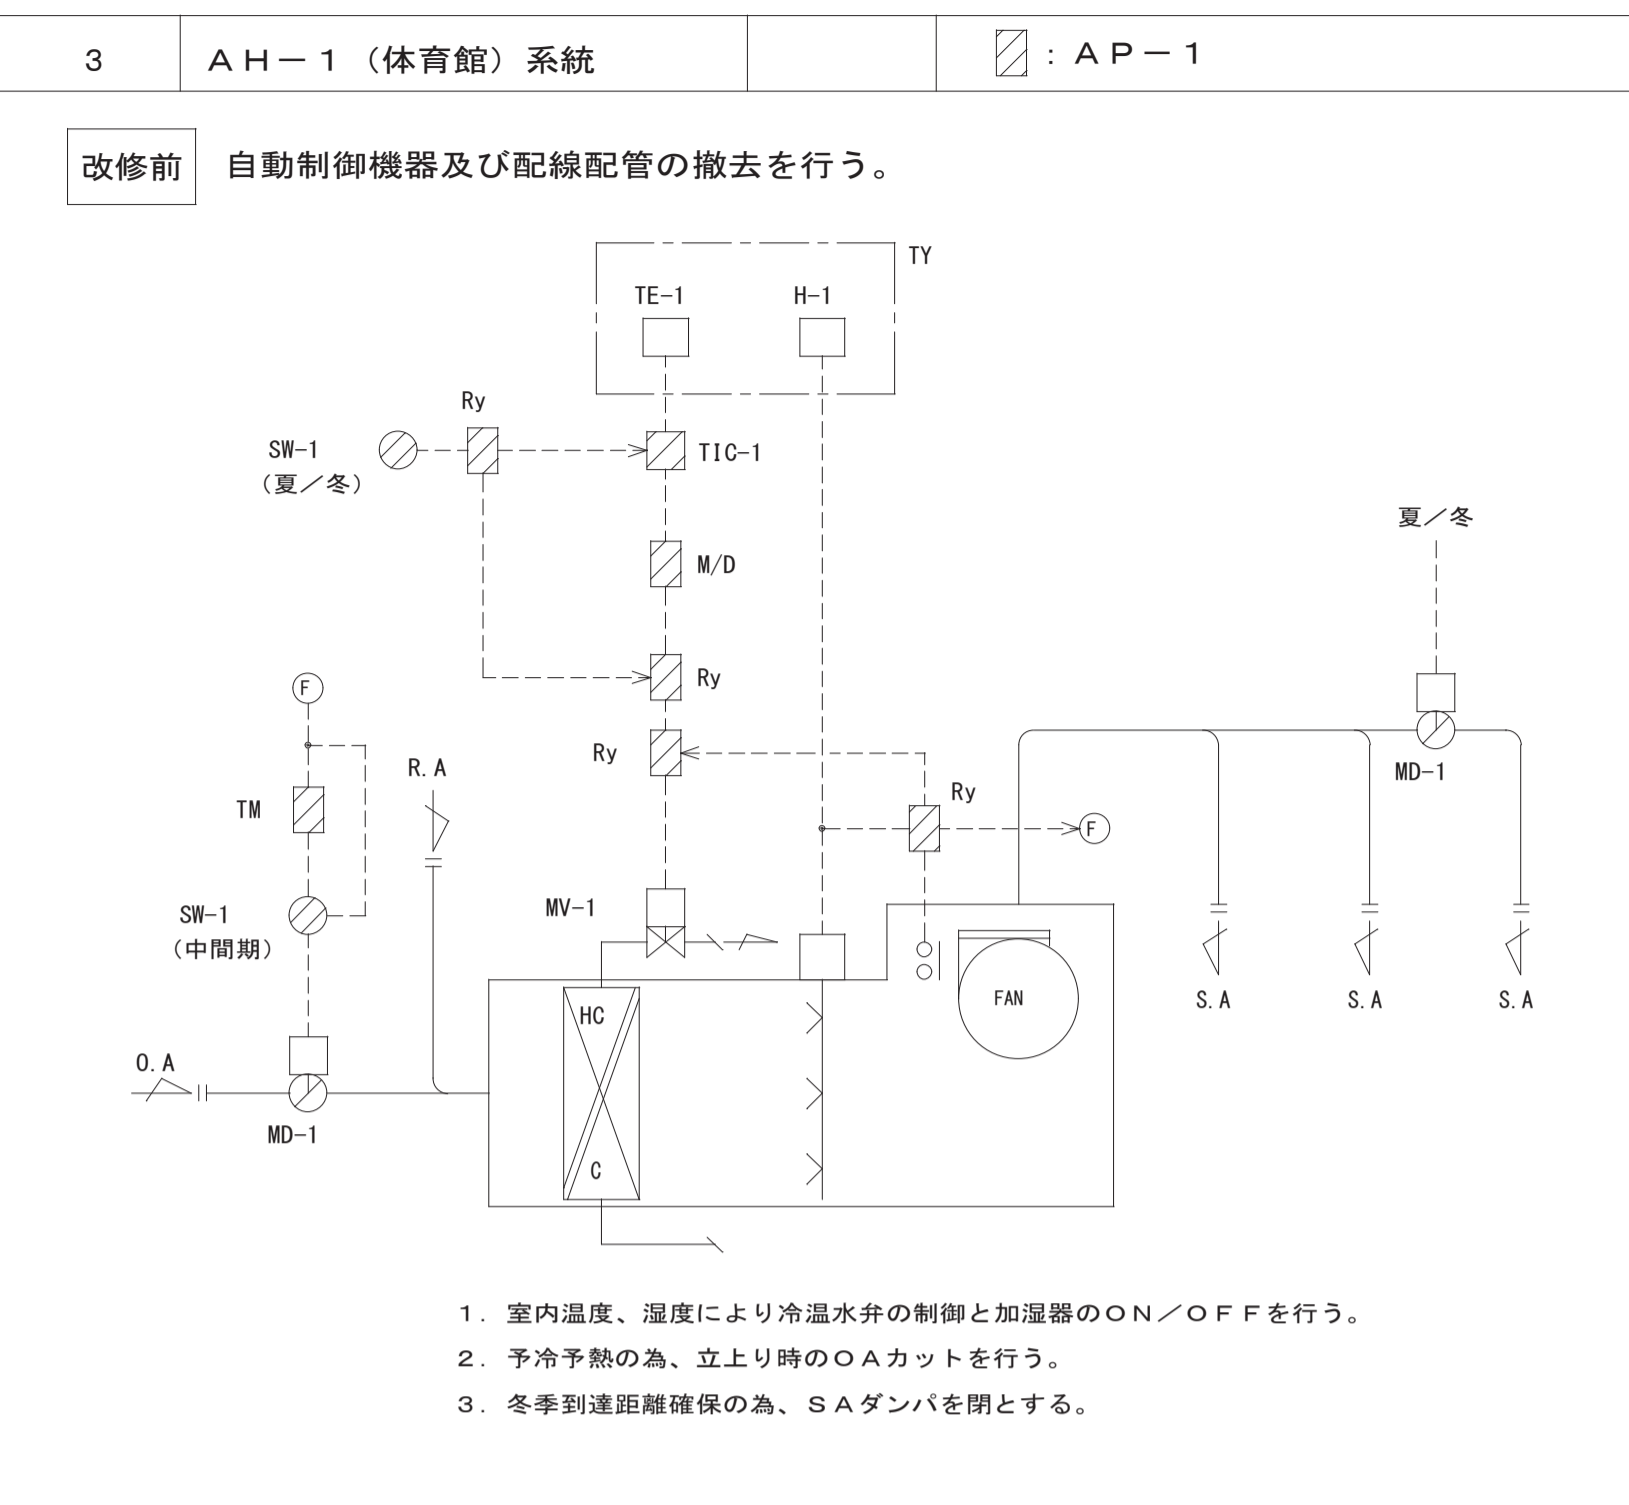 3
AH－1（体育館）系統
：AP－1
改修前
自動制御機器及び配線配管の撤去を行う。
TY
TE-1
H-1
Ry
SW-1
（夏／冬）
TIC-1
夏／冬
M/D
Ry
F
Ry
R.A
MD-1
Ry
TM
F
MV-1
SW-1
（中間期）
FAN
S.A
S.A
S.A
HC
O.A
MD-1
C
1．室内温度、湿度により冷温水弁の制御と加湿器のON／OFFを行う。
2．予冷予熱の為、立上り時のOAカットを行う。
3．冬季到達距離確保の為、SAダンパを閉とする。